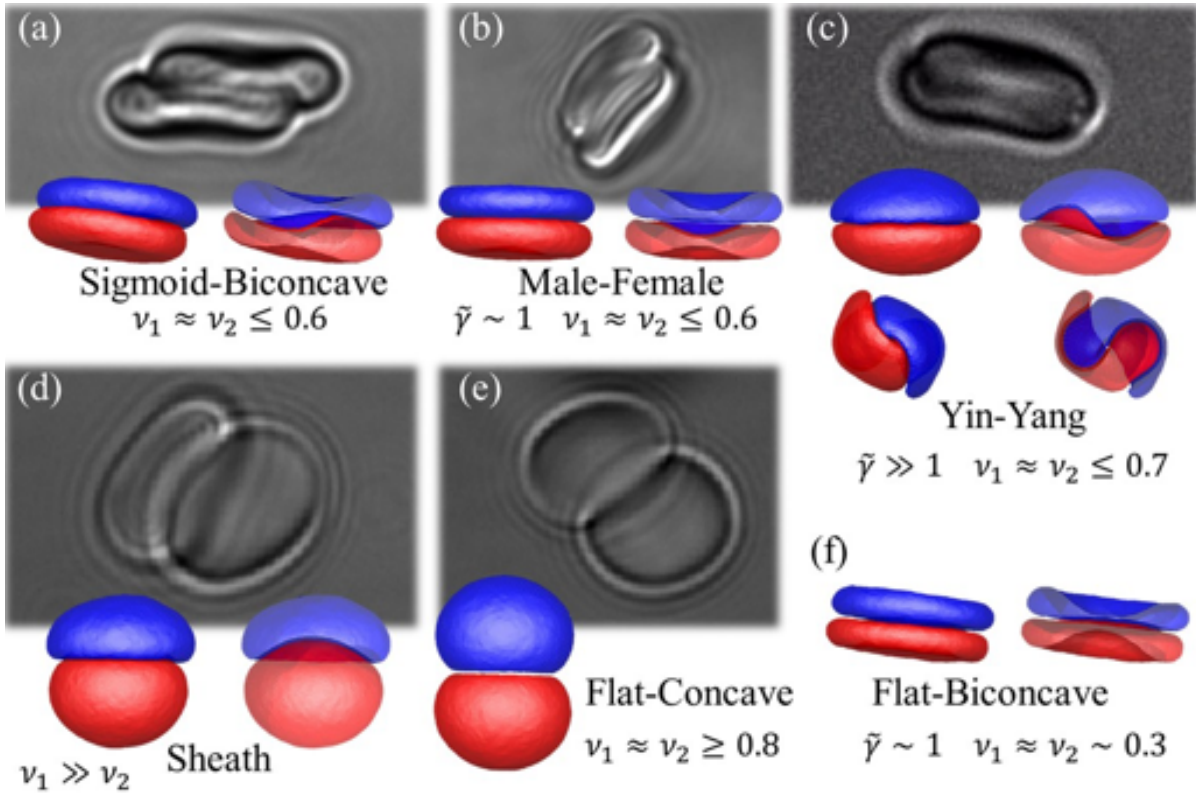 (a)
Sigmoid-Biconcave
ν₁ ≈ ν₂ ≤ 0.6
(b)
Male-Female
γ̃ ~ 1 ν₁ ≈ ν₂ ≤ 0.6
(c)
Yin-Yang
γ̃ ≫ 1 ν₁ ≈ ν₂ ≤ 0.7
(d)
Sheath
ν₁ ≫ ν₂
(e)
Flat-Concave
ν₁ ≈ ν₂ ≥ 0.8
(f)
Flat-Biconcave
γ̃ ~ 1 ν₁ ≈ ν₂ ~ 0.3